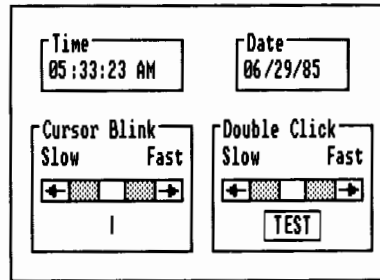 Time
05:33:23 AM
Date
06/29/85
Cursor Blink
Slow Fast
Double Click
Slow Fast
TEST